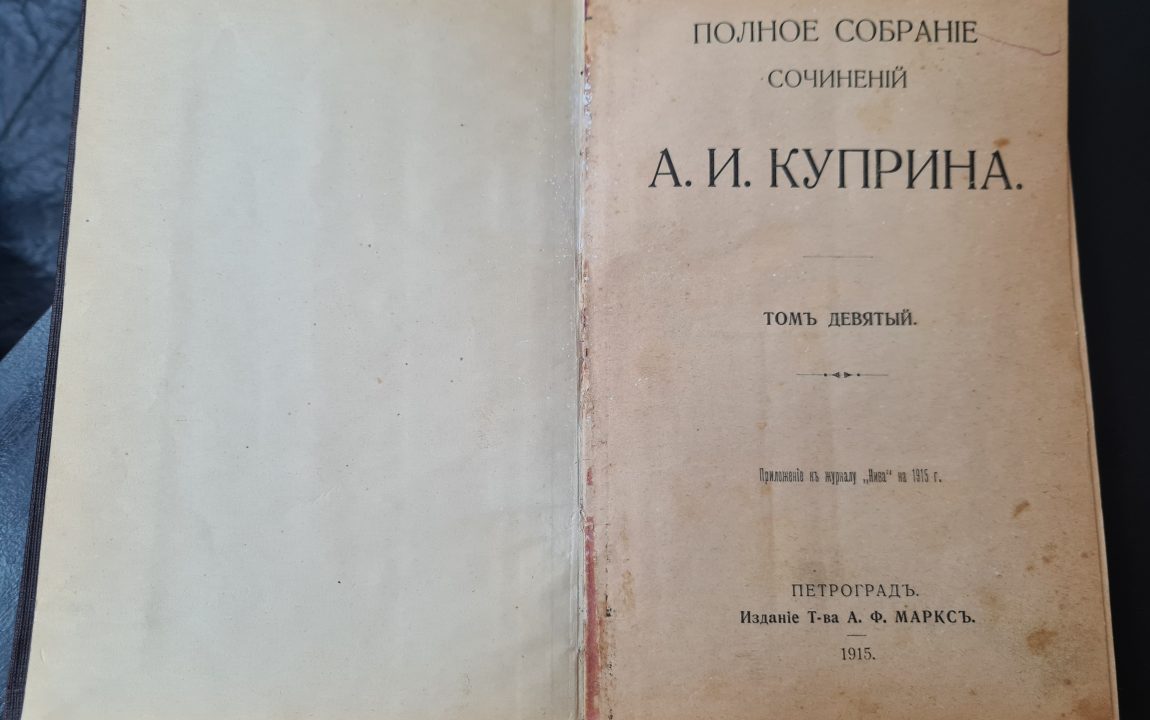 ПОЛНОЕ СОБРАНІЕ
СОЧИНЕНІЙ
А. И. КУПРИНА.
ТОМЪ ДЕВЯТЫЙ.
Приложеніе къ журналу „Нива“ на 1915 г.
ПЕТРОГРАДЪ.
Изданіе Т-ва А. Ф. МАРКСЪ.
1915.